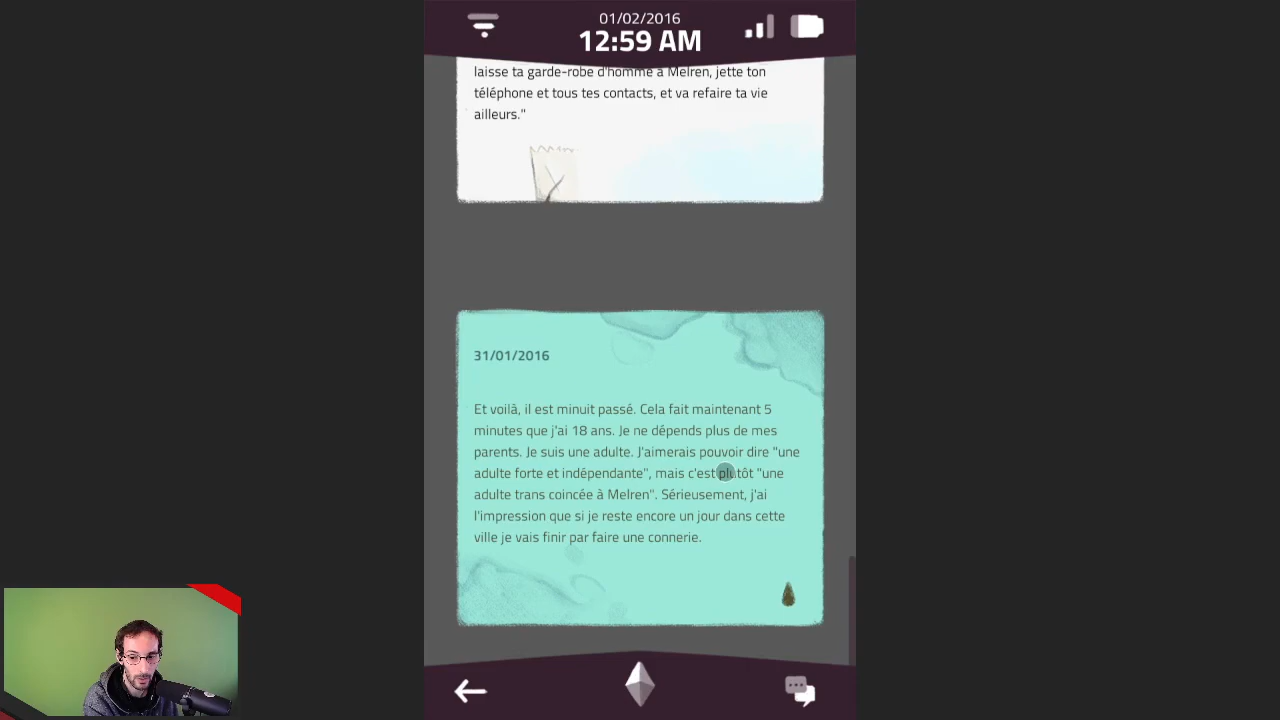 01/02/2016
12:59 AM
laisse ta garde-robe d'homme à Melren, jette ton
téléphone et tous tes contacts, et va refaire ta vie
ailleurs."
31/01/2016
Et voilà, il est minuit passé. Cela fait maintenant 5
minutes que j'ai 18 ans. Je ne dépends plus de mes
parents. Je suis une adulte. J'aimerais pouvoir dire "une
adulte forte et indépendante", mais c'est plutôt "une
adulte trans coincée à Melren". Sérieusement, j'ai
l'impression que si je reste encore un jour dans cette
ville je vais finir par faire une connerie.